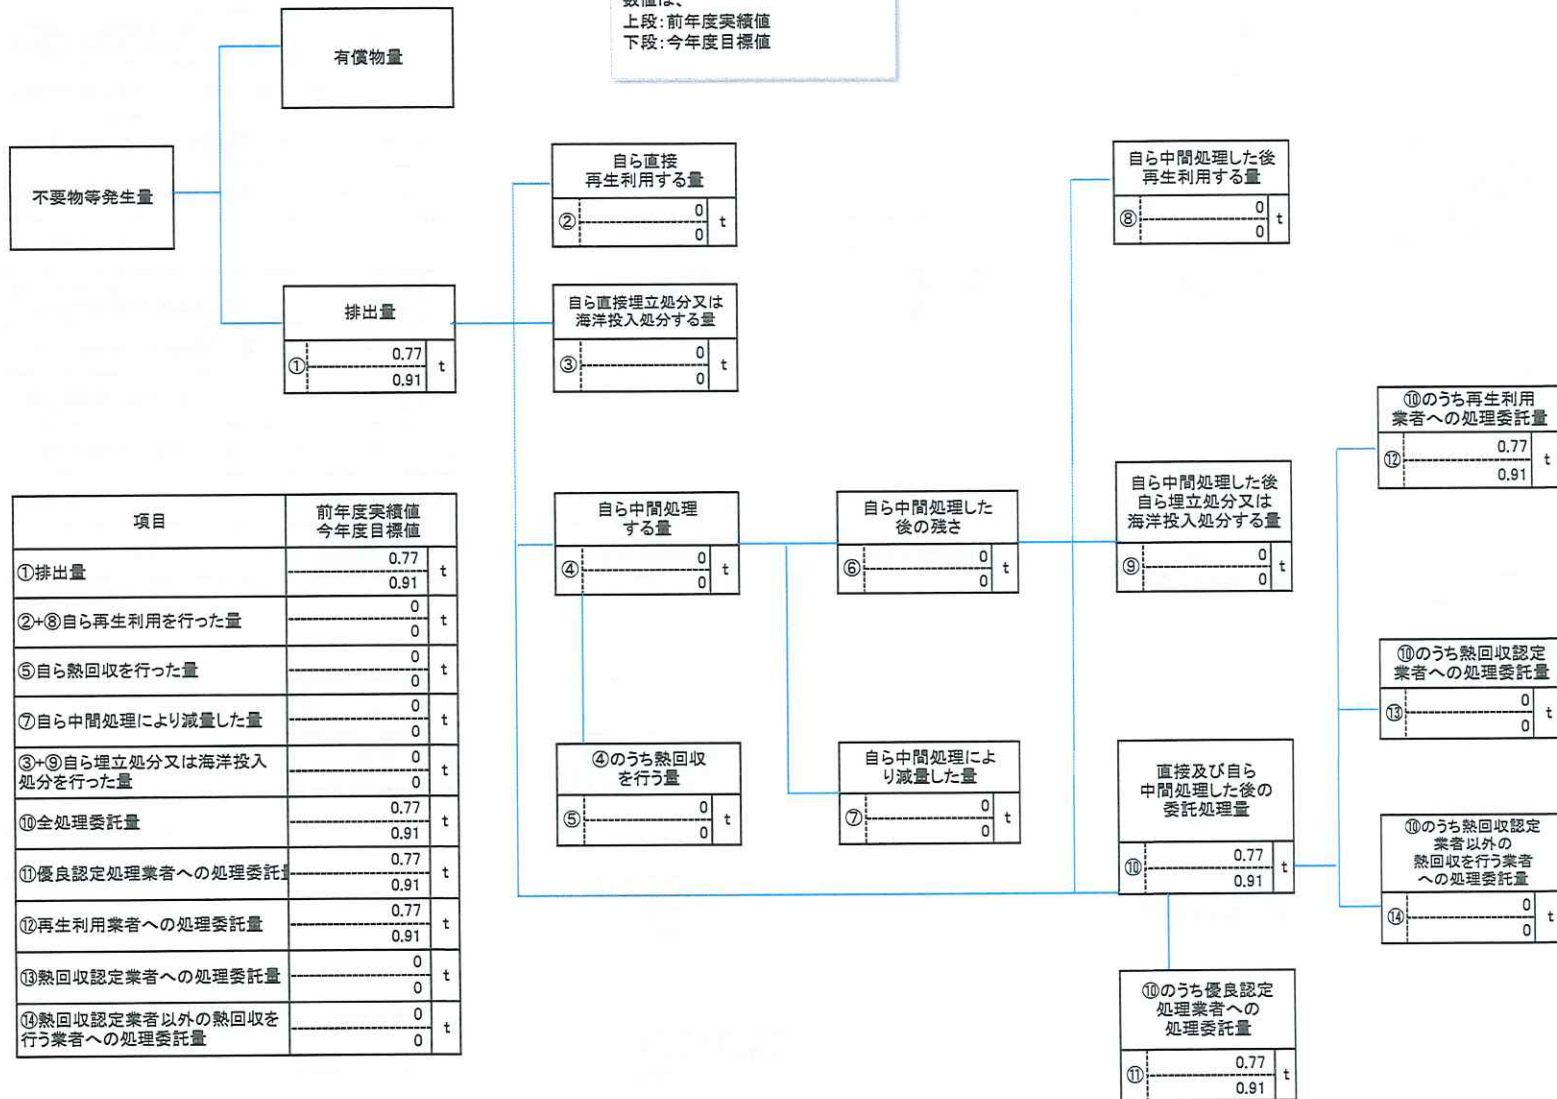 数値は、
上段:前年度実績値
下段:今年度目標値
有償物量
不要物等発生量
自ら直接
再生利用する量
②
0
0
t
自ら中間処理した後
再生利用する量
⑧
0
0
t
排出量
①
0.77
0.91
t
自ら直接埋立処分又は
海洋投入処分する量
③
0
0
t
⑩のうち再生利用
業者への処理委託量
⑫
0.77
0.91
t
自ら中間処理
する量
④
0
0
t
自ら中間処理した
後の残さ
⑥
0
0
t
自ら中間処理した後
自ら埋立処分又は
海洋投入処分する量
⑨
0
0
t
⑩のうち熱回収認定
業者への処理委託量
⑬
0
0
t
④のうち熱回収
を行う量
⑤
0
0
t
自ら中間処理によ
り減量した量
⑦
0
0
t
直接及び自ら
中間処理した後の
委託処理量
⑩
0.77
0.91
t
⑩のうち熱回収認定
業者以外の
熱回収を行う業者
への処理委託量
⑭
0
0
t
⑩のうち優良認定
処理業者への
処理委託量
⑪
0.77
0.91
t
項目
前年度実績値
今年度目標値
①排出量
0.77
0.91
t
②+⑧自ら再生利用を行った量
0
0
t
⑤自ら熱回収を行った量
0
0
t
⑦自ら中間処理により減量した量
0
0
t
③+⑨自ら埋立処分又は海洋投入
処分を行った量
0
0
t
⑩全処理委託量
0.77
0.91
t
⑪優良認定処理業者への処理委託
0.77
0.91
t
⑫再生利用業者への処理委託量
0.77
0.91
t
⑬熱回収認定業者への処理委託量
0
0
t
⑭熱回収認定業者以外の熱回収を
行う業者への処理委託量
0
0
t